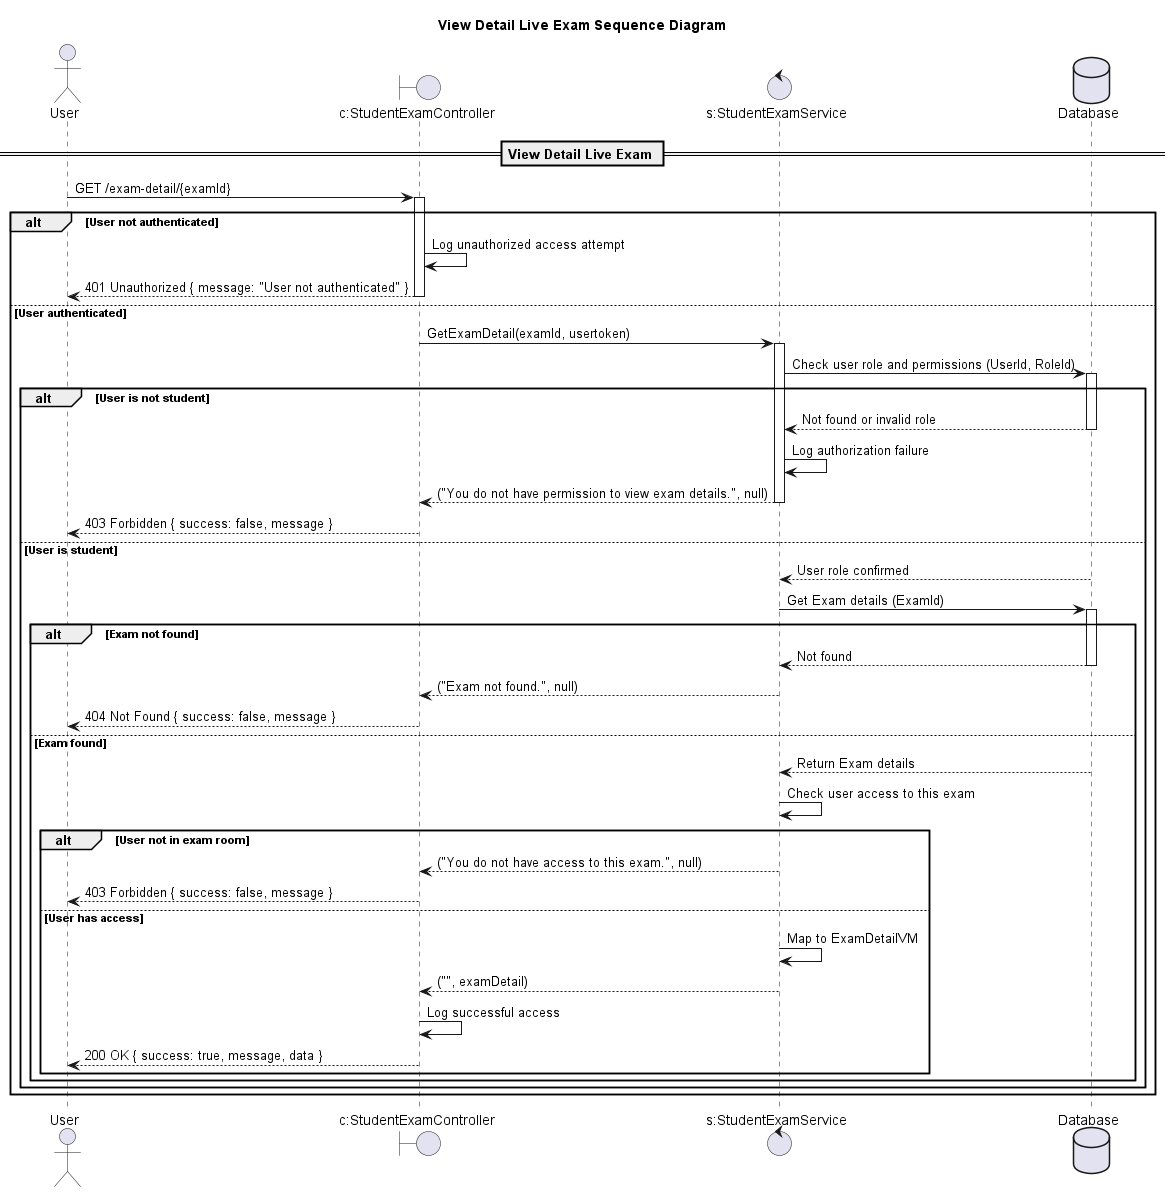 View Detail Live Exam Sequence Diagram
User
c:StudentExamController
s:StudentExamService
Database
View Detail Live Exam
GET /exam-detail/{examId}
alt
[User not authenticated]
Log unauthorized access attempt
401 Unauthorized { message: "User not authenticated" }
[User authenticated]
GetExamDetail(examId, usertoken)
Check user role and permissions (UserId, RoleId)
alt
[User is not student]
Not found or invalid role
Log authorization failure
("You do not have permission to view exam details.", null)
403 Forbidden { success: false, message }
[User is student]
User role confirmed
Get Exam details (ExamId)
alt
[Exam not found]
Not found
("Exam not found.", null)
404 Not Found { success: false, message }
[Exam found]
Return Exam details
Check user access to this exam
alt
[User not in exam room]
("You do not have access to this exam.", null)
403 Forbidden { success: false, message }
[User has access]
Map to ExamDetailVM
("", examDetail)
Log successful access
200 OK { success: true, message, data }
User
c:StudentExamController
s:StudentExamService
Database